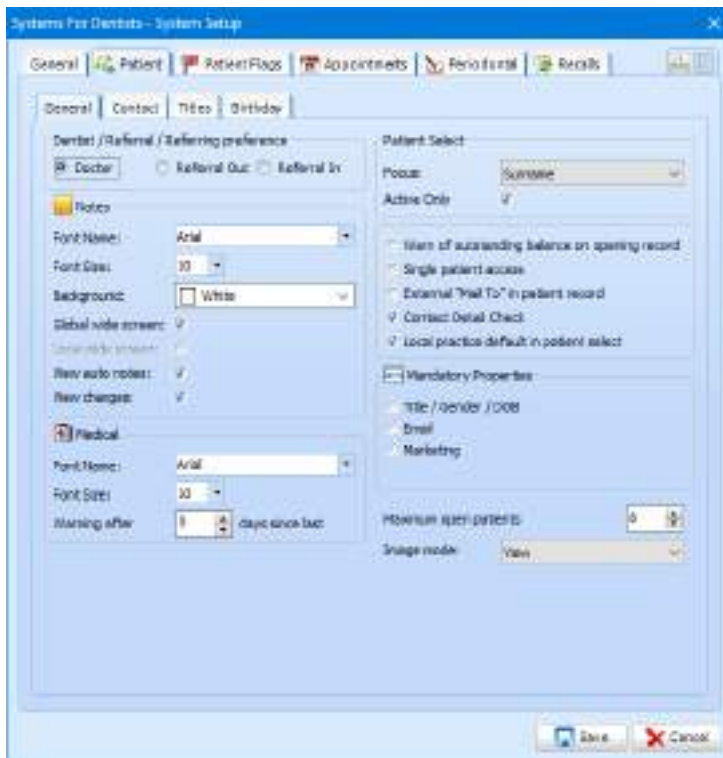 Systems For Dentists - System Setup
General Patient Patient Flags Appointments Periodontal Recalls
General Contact Titles Birthday
Dentist / Referral / Referring preference
Doctor Referral Out Referral In
Notes
Font Name: Arial
Font Size: 10
Background: White
Global wide screen:
Local wide screen:
New auto notes:
New changes:
Medical
Font Name: Arial
Font Size: 10
Warning after days since last
Patient Select
Focus: Surname
Active Only
Warn of outstanding balance on opening record
Single patient access
External "Mail To" in patient record
Contact Detail Check
Local practice default in patient select
Mandatory Properties
Title / Gender / DOB
Email
Marketing
Maximum open patients 6
Image mode: View
Save Cancel